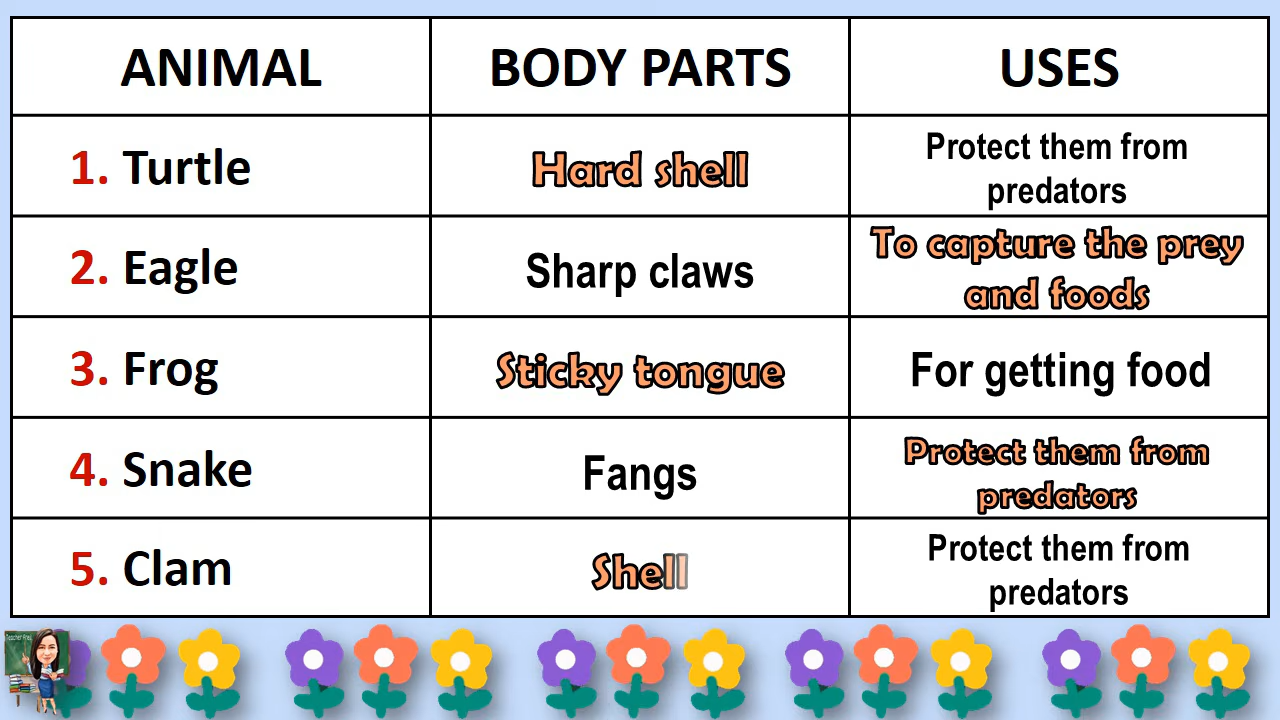 ANIMAL BODY PARTS USES
1. Turtle Hard shell Protect them from
predators
2. Eagle Sharp claws To capture the prey
and foods
3. Frog Sticky tongue For getting food
4. Snake Fangs Protect them from
predators
5. Clam Shell Protect them from
predators